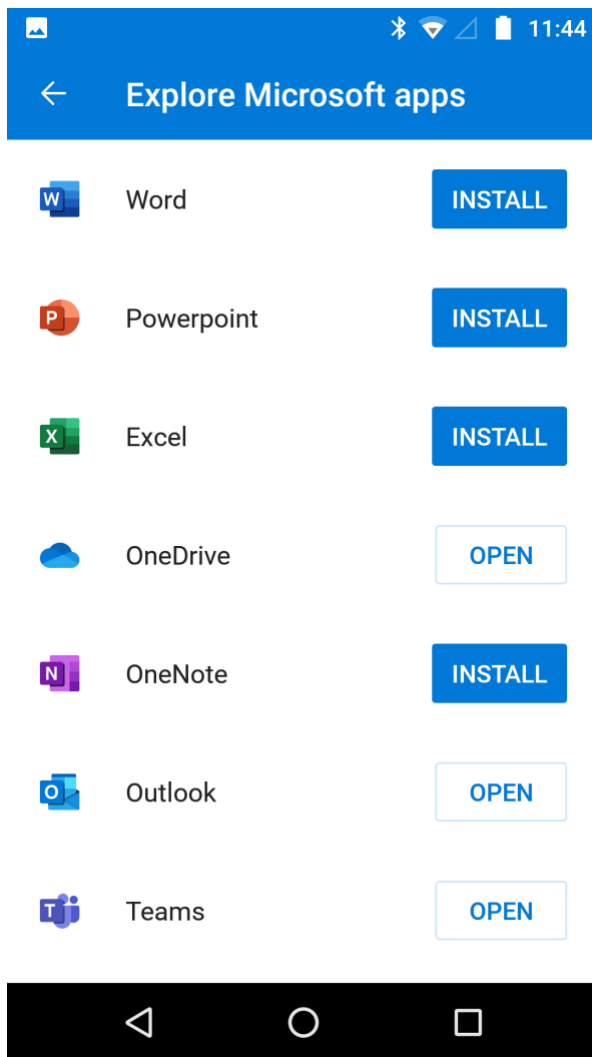 11:44
Explore Microsoft apps
W Word INSTALL
P Powerpoint INSTALL
X Excel INSTALL
OneDrive OPEN
N OneNote INSTALL
O Outlook OPEN
T Teams OPEN